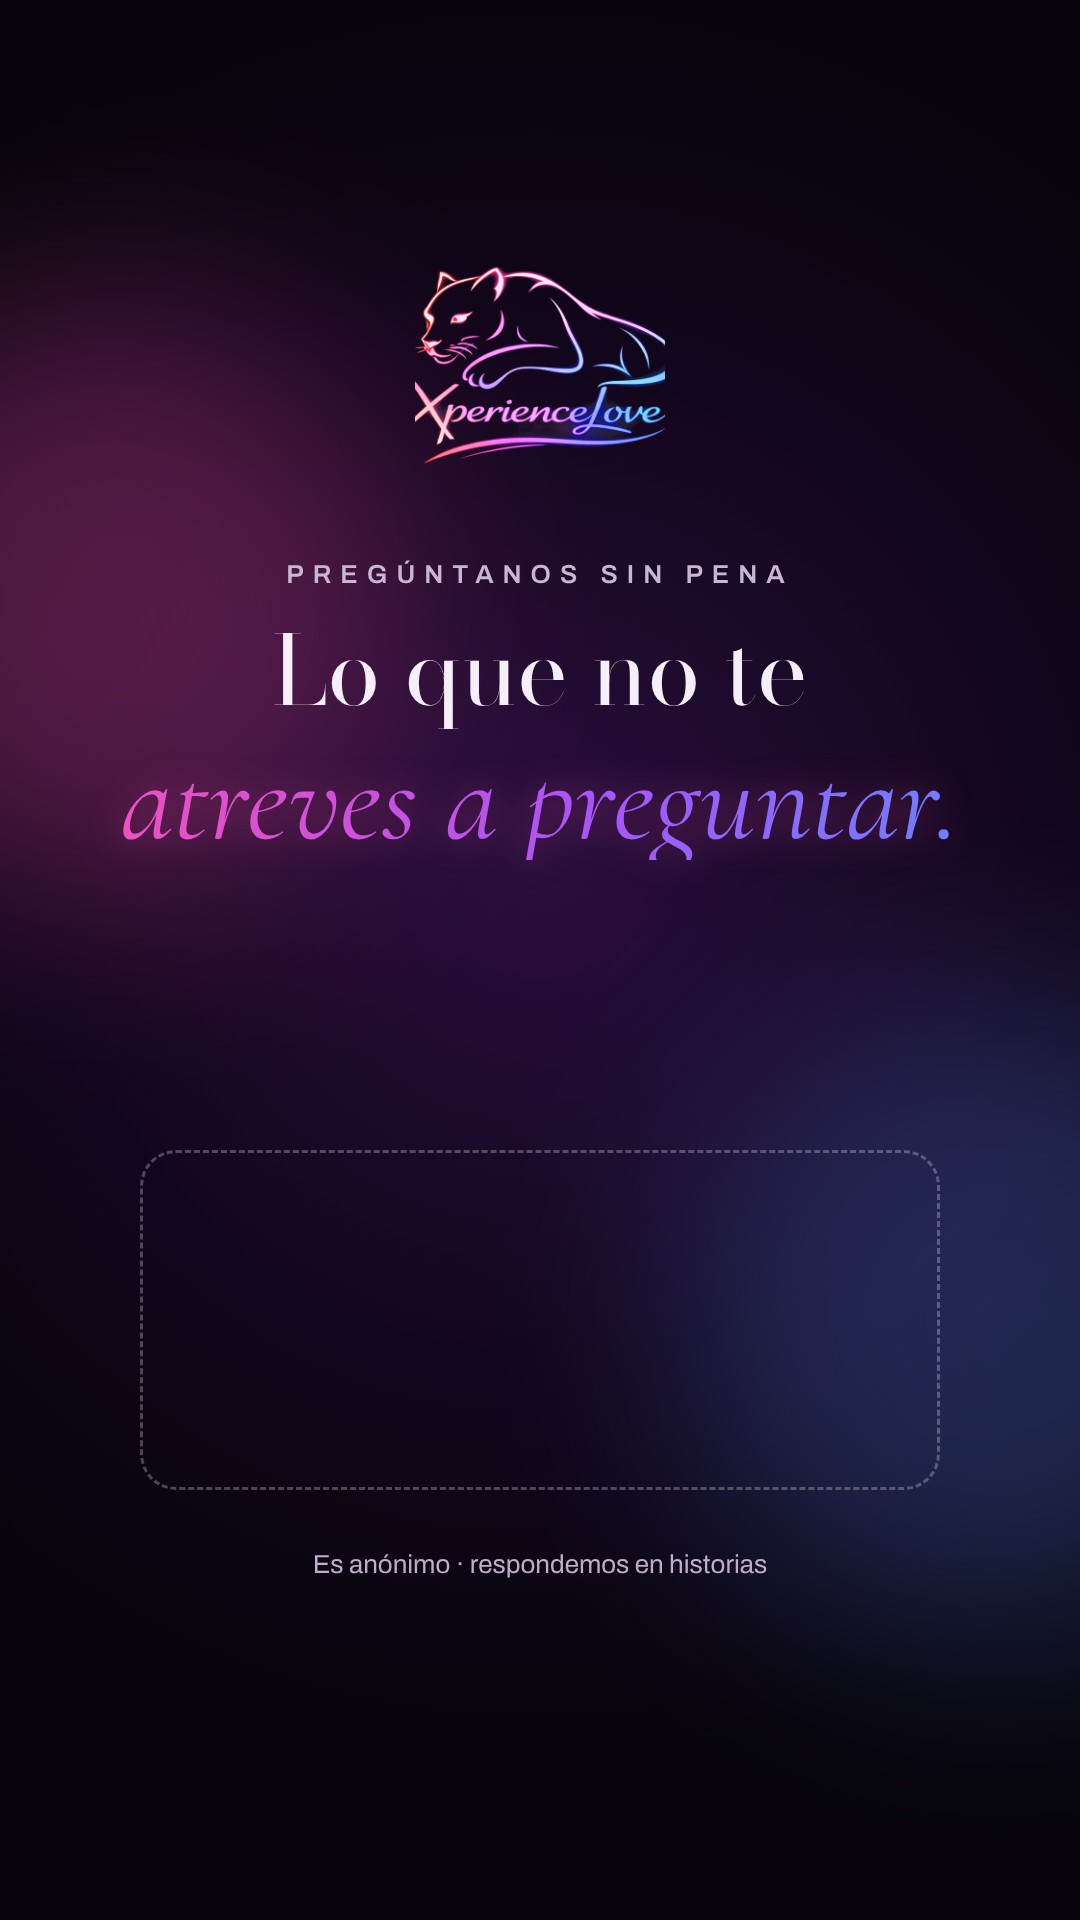 XperienceLove
PREGÚNTANOS SIN PENA
Lo que no te
atreves a preguntar.
Es anónimo · respondemos en historias